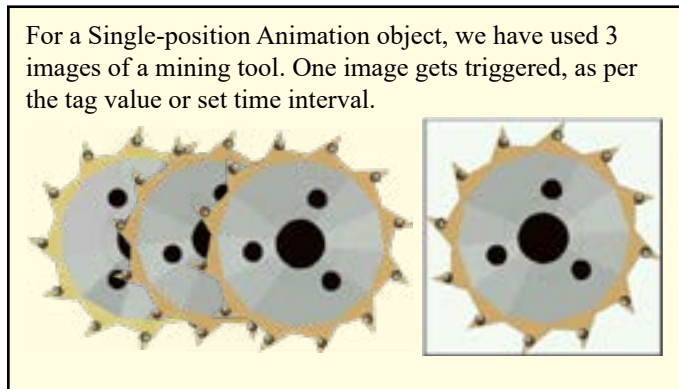 For a Single-position Animation object, we have used 3
images of a mining tool. One image gets triggered, as per
the tag value or set time interval.